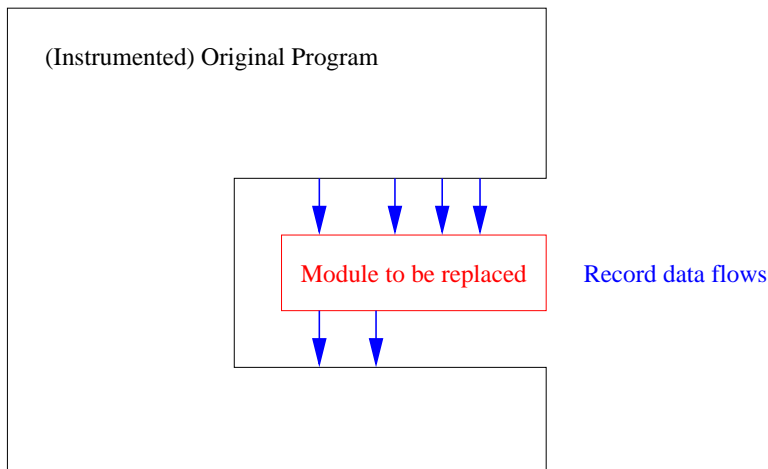 (Instrumented) Original Program
Module to be replaced
Record data flows